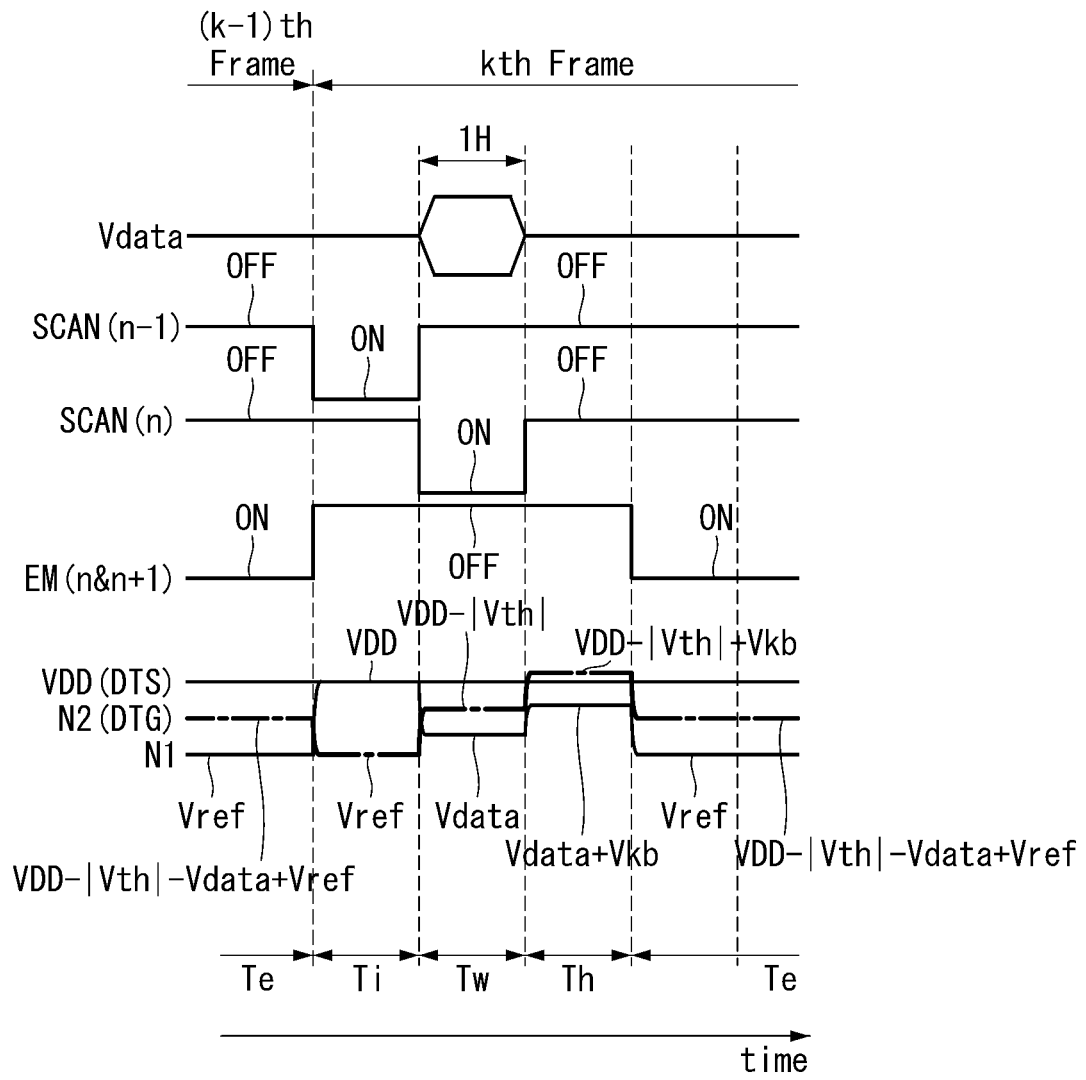 (k-1)th
Frame
kth Frame
1H
Vdata
OFF
OFF
SCAN(n-1)
ON
OFF
OFF
SCAN(n)
ON
ON
ON
EM(n&n+1)
OFF
VDD-|Vth|
VDD
VDD-|Vth|+Vkb
VDD(DTS)
N2(DTG)
N1
Vref
Vref
Vdata
Vref
Vdata+Vkb
VDD-|Vth|-Vdata+Vref
VDD-|Vth|-Vdata+Vref
Te
Ti
Tw
Th
Te
time